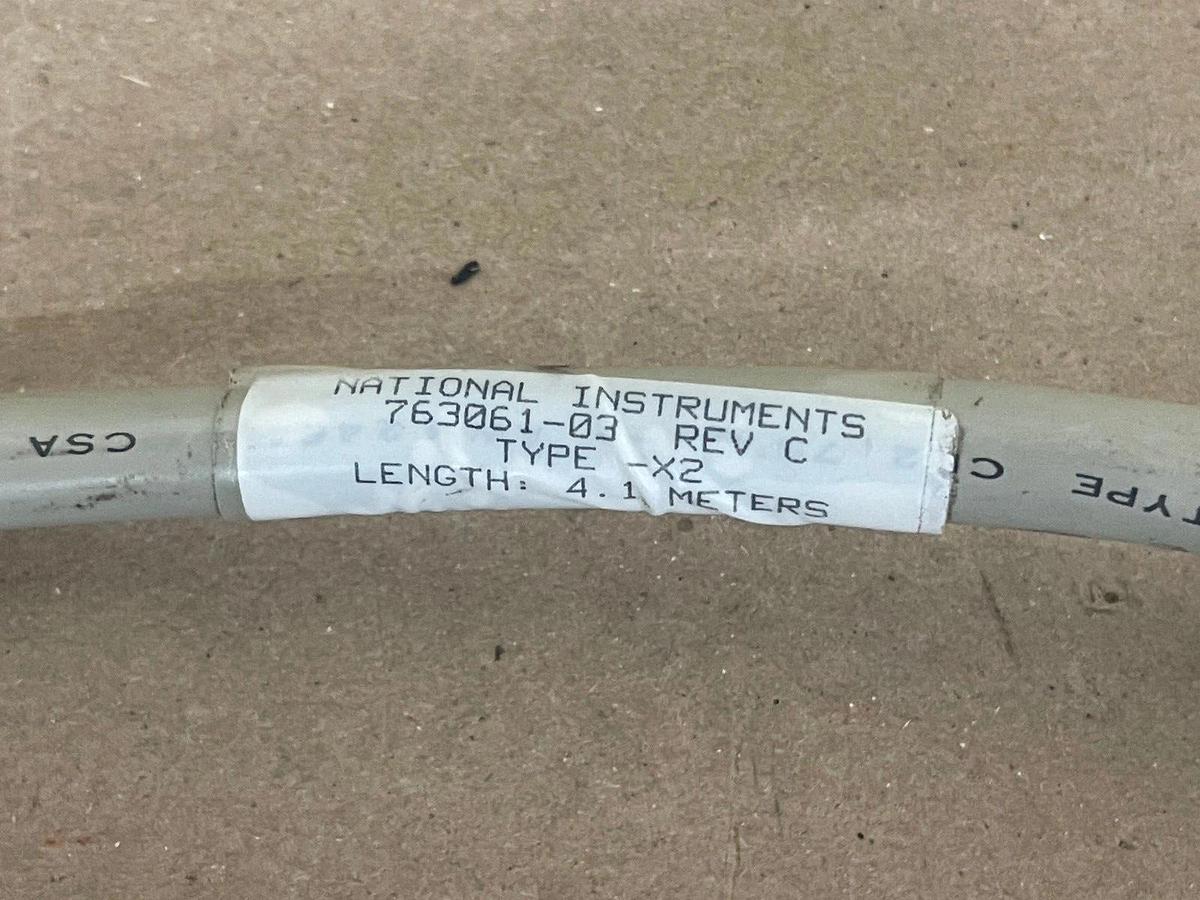 NATIONAL INSTRUMENTS
763061-03 REV C
TYPE -X2
LENGTH: 4.1 METERS
CSA
TYPE C